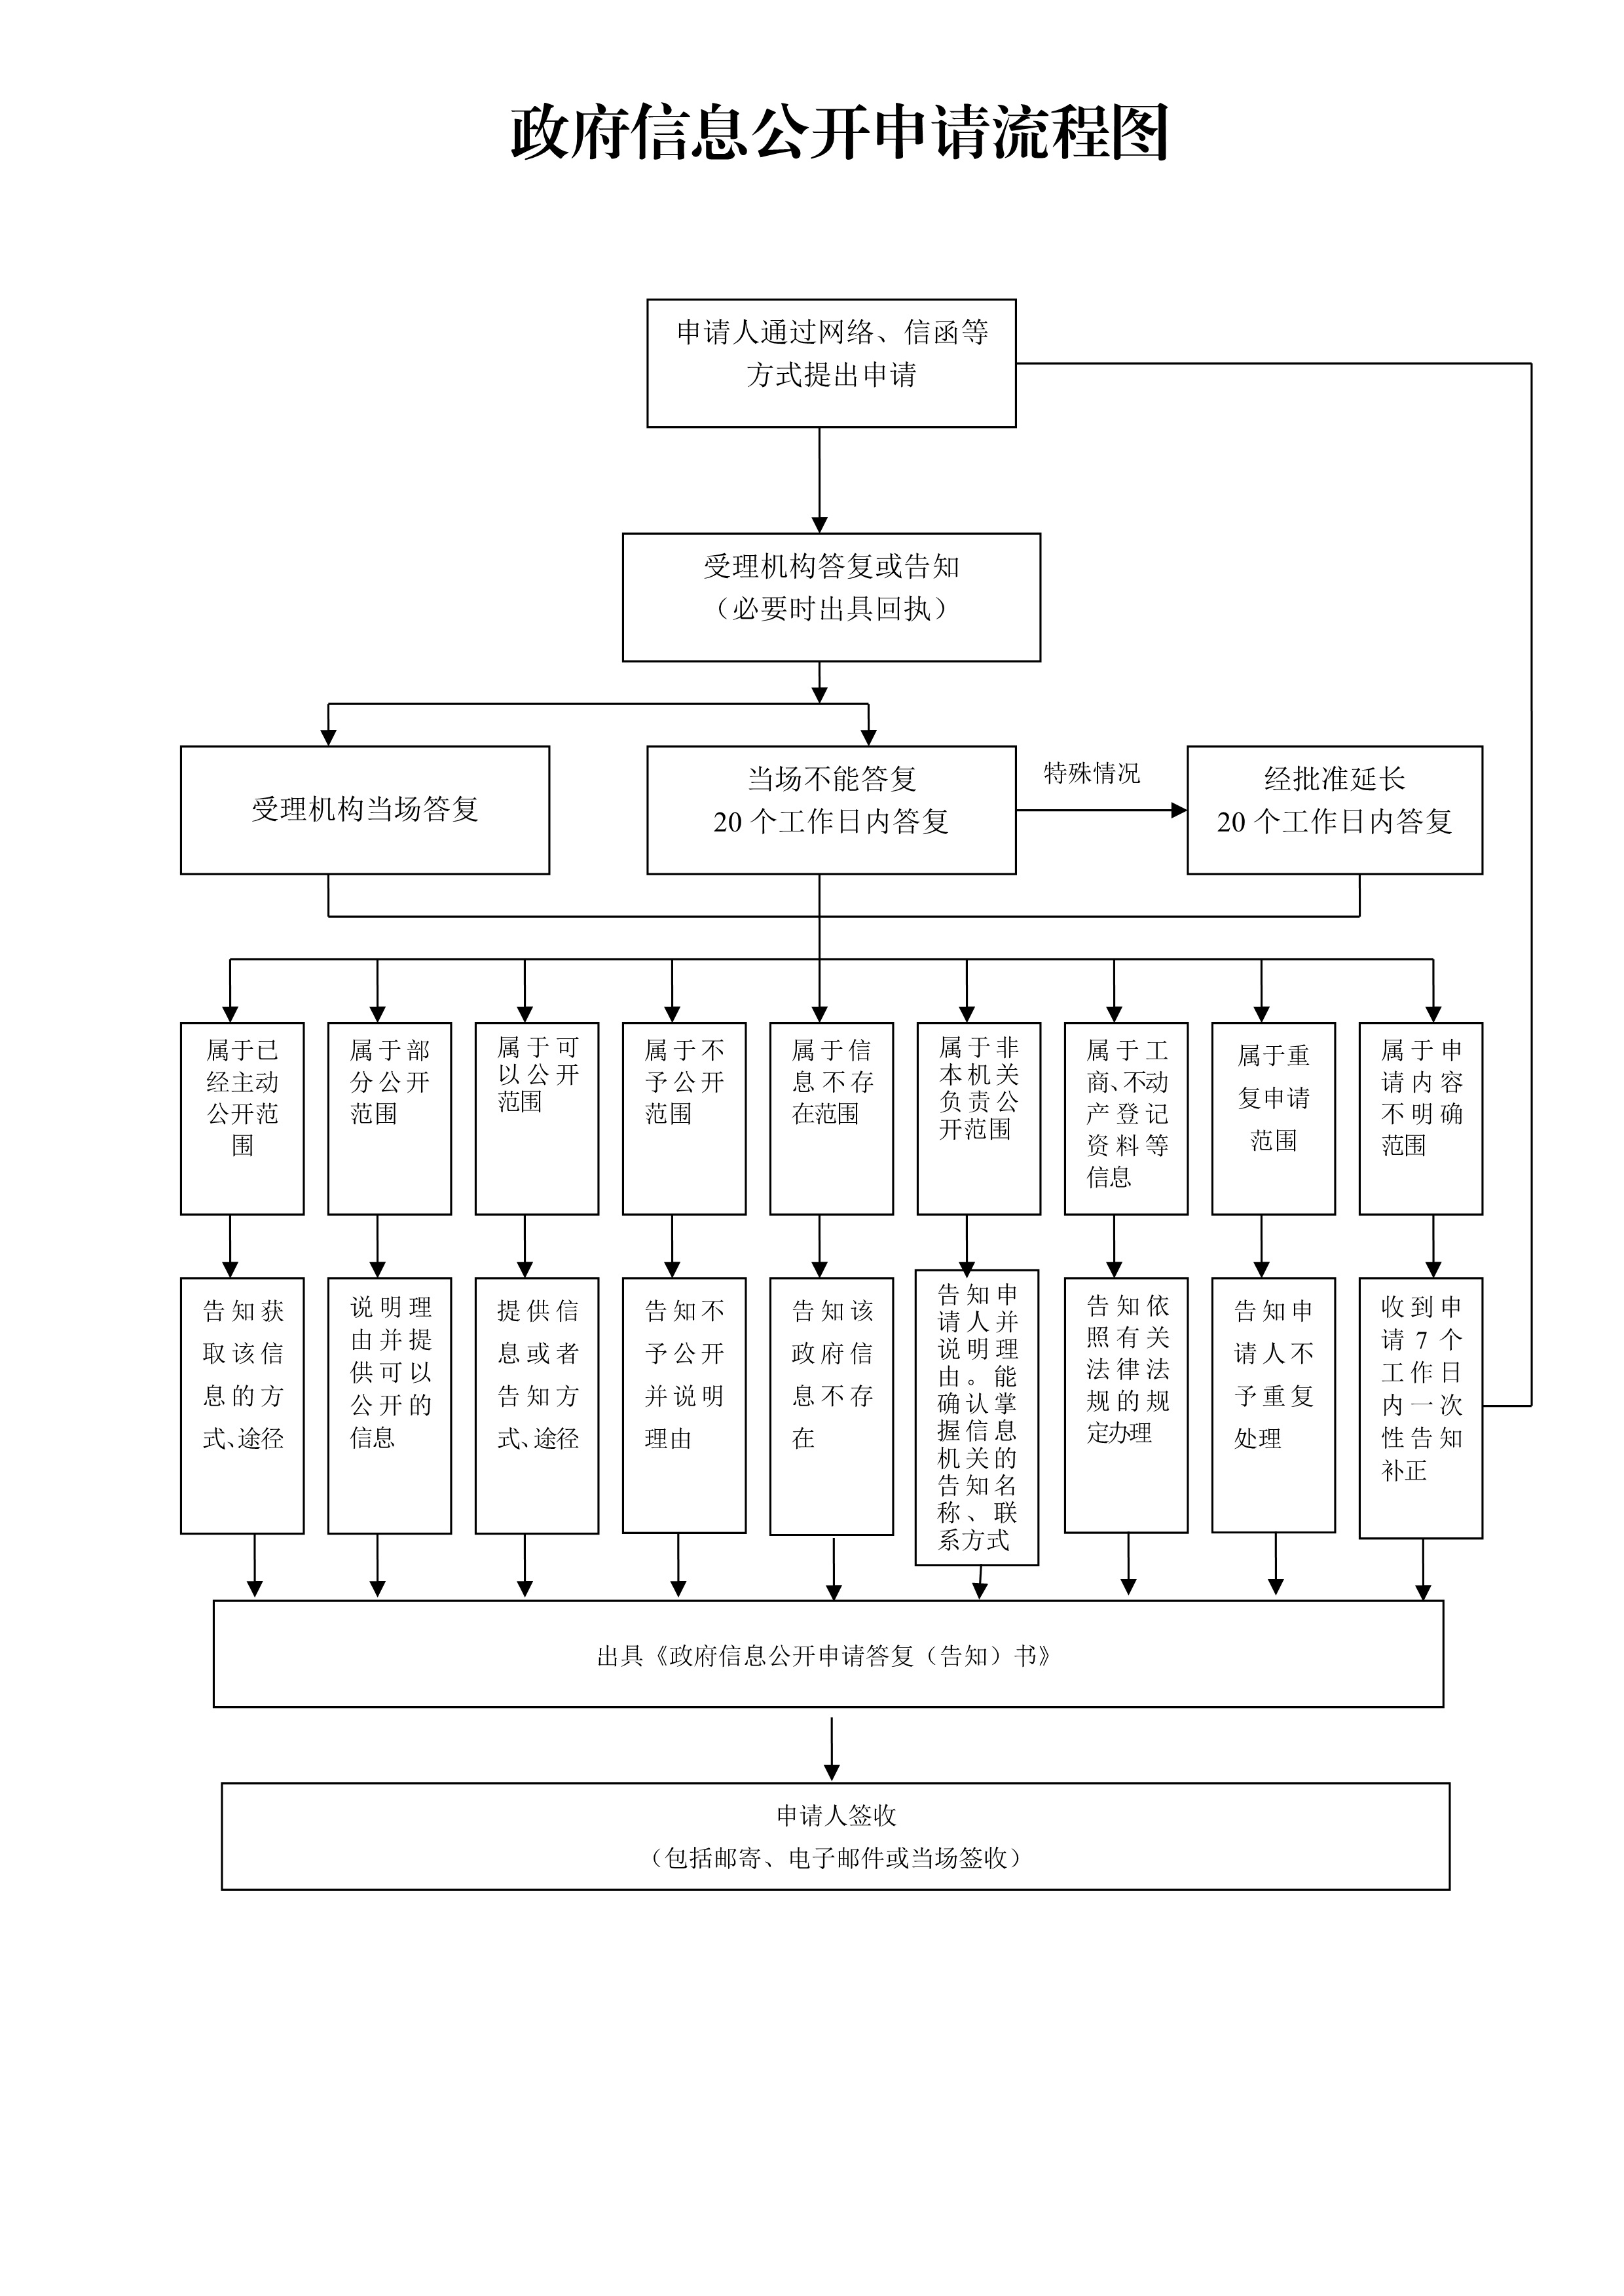 政府信息公开申请流程图
申请人通过网络、信函等
方式提出申请
受理机构答复或告知
（必要时出具回执）
受理机构当场答复
当场不能答复
20 个工作日内答复
特殊情况
经批准延长
20 个工作日内答复
属于已
经主动
公开范
围
属于部
分公开
范围
属于可
以公开
范围
属于不
予公开
范围
属于信
息不存
在范围
属于非
本机关
负责公
开范围
属于工
商、不动
产登记
资料等
信息
属于重
复申请
范围
属于申
请内容
不明确
范围
告知获
取该信
息的方
式、途径
说明理
由并提
供可以
公开的
信息
提供信
息或者
告知方
式、途径
告知不
予公开
并说明
理由
告知该
政府信
息不存
在
告知申
请人并
说明理
由。能
确认掌
握信息
机关的
告知名
称、联
系方式
告知依
照有关
法律法
规的规
定办理
告知申
请人不
予重复
处理
收到申
请 7 个
工作日
内一次
性告知
补正
出具《政府信息公开申请答复（告知）书》
申请人签收
（包括邮寄、电子邮件或当场签收）